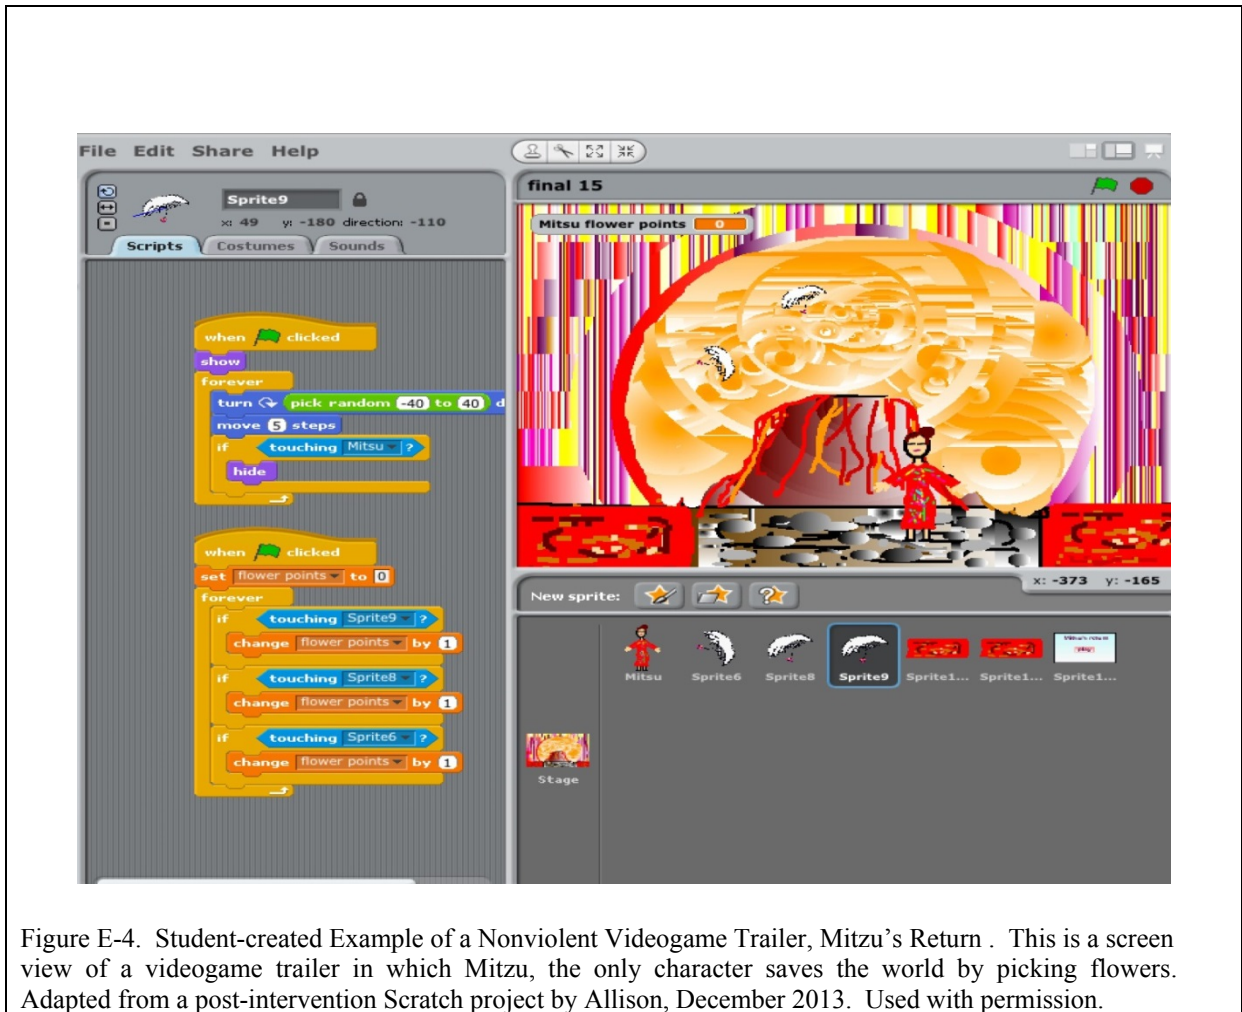 File Edit Share Help
Sprite9
x: 49 y: -180 direction: -110
Scripts Costumes Sounds
when clicked
show
forever
turn pick random -40 to 40 d
move 5 steps
if touching Mitsu ?
hide
when clicked
set flower points to 0
forever
if touching Sprite9 ?
change flower points by 1
if touching Sprite8 ?
change flower points by 1
if touching Sprite6 ?
change flower points by 1
final 15
Mitsu flower points 0
x: -373 y: -165
New sprite:
Mitsu Sprite6 Sprite8 Sprite9 Sprite1... Sprite1... Sprite1...
Mitsu's return
play
Stage
Figure E-4. Student-created Example of a Nonviolent Videogame Trailer, Mitzu's Return . This is a screen
view of a videogame trailer in which Mitzu, the only character saves the world by picking flowers.
Adapted from a post-intervention Scratch project by Allison, December 2013. Used with permission.